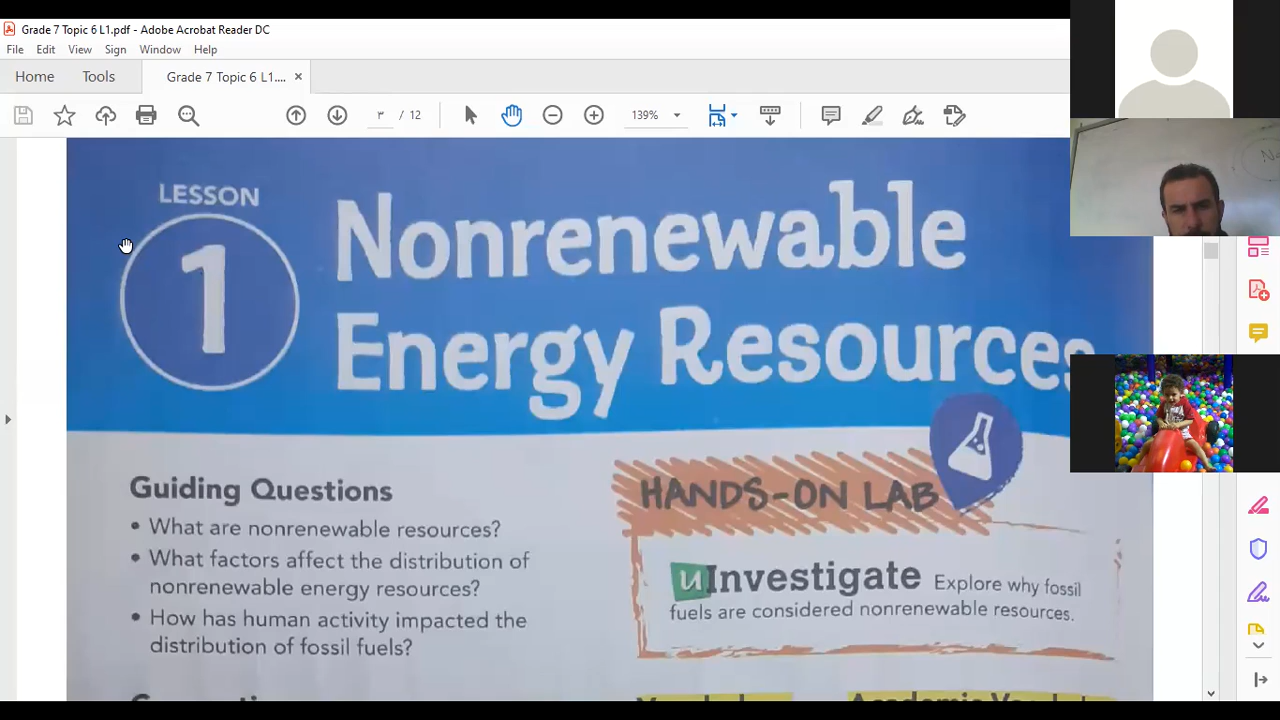 Grade 7 Topic 6 L1.pdf - Adobe Acrobat Reader DC
File Edit View Sign Window Help
Home Tools Grade 7 Topic 6 L1.... ×
٣ / 12 139%
LESSON
1
Nonrenewable
Energy Resources
Guiding Questions
• What are nonrenewable resources?
• What factors affect the distribution of
nonrenewable energy resources?
• How has human activity impacted the
distribution of fossil fuels?
HANDS-ON LAB
uInvestigate Explore why fossil
fuels are considered nonrenewable resources.